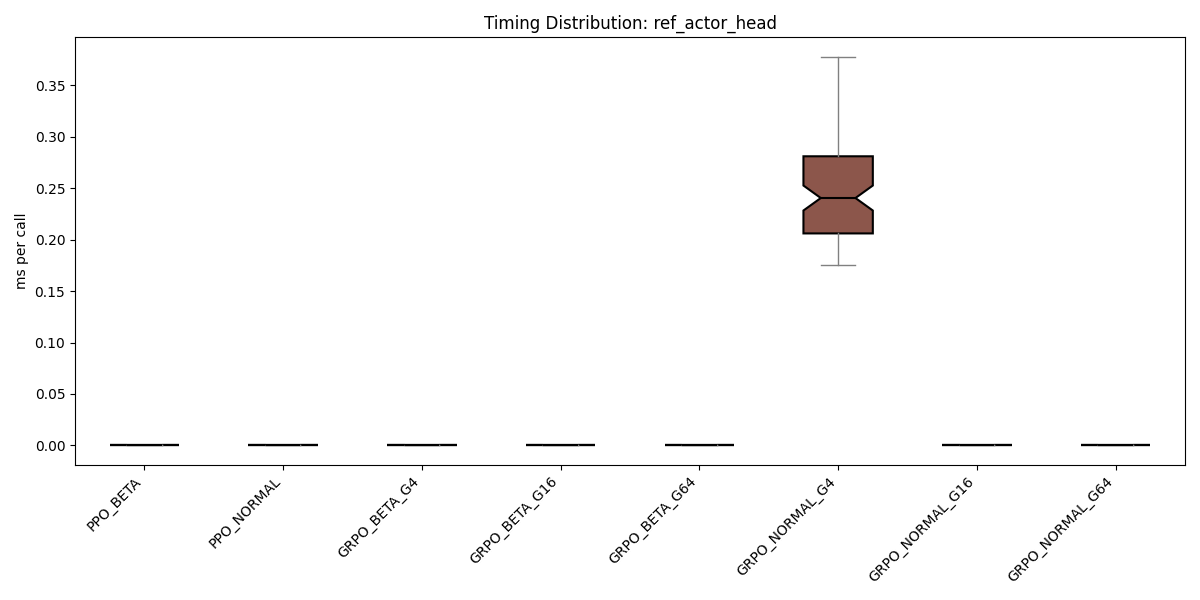 Timing Distribution: ref_actor_head
ms per call
0.35
0.30
0.25
0.20
0.15
0.10
0.05
0.00
PPO_BETA
PPO_NORMAL
GRPO_BETA_G4
GRPO_BETA_G16
GRPO_BETA_G64
GRPO_NORMAL_G4
GRPO_NORMAL_G16
GRPO_NORMAL_G64